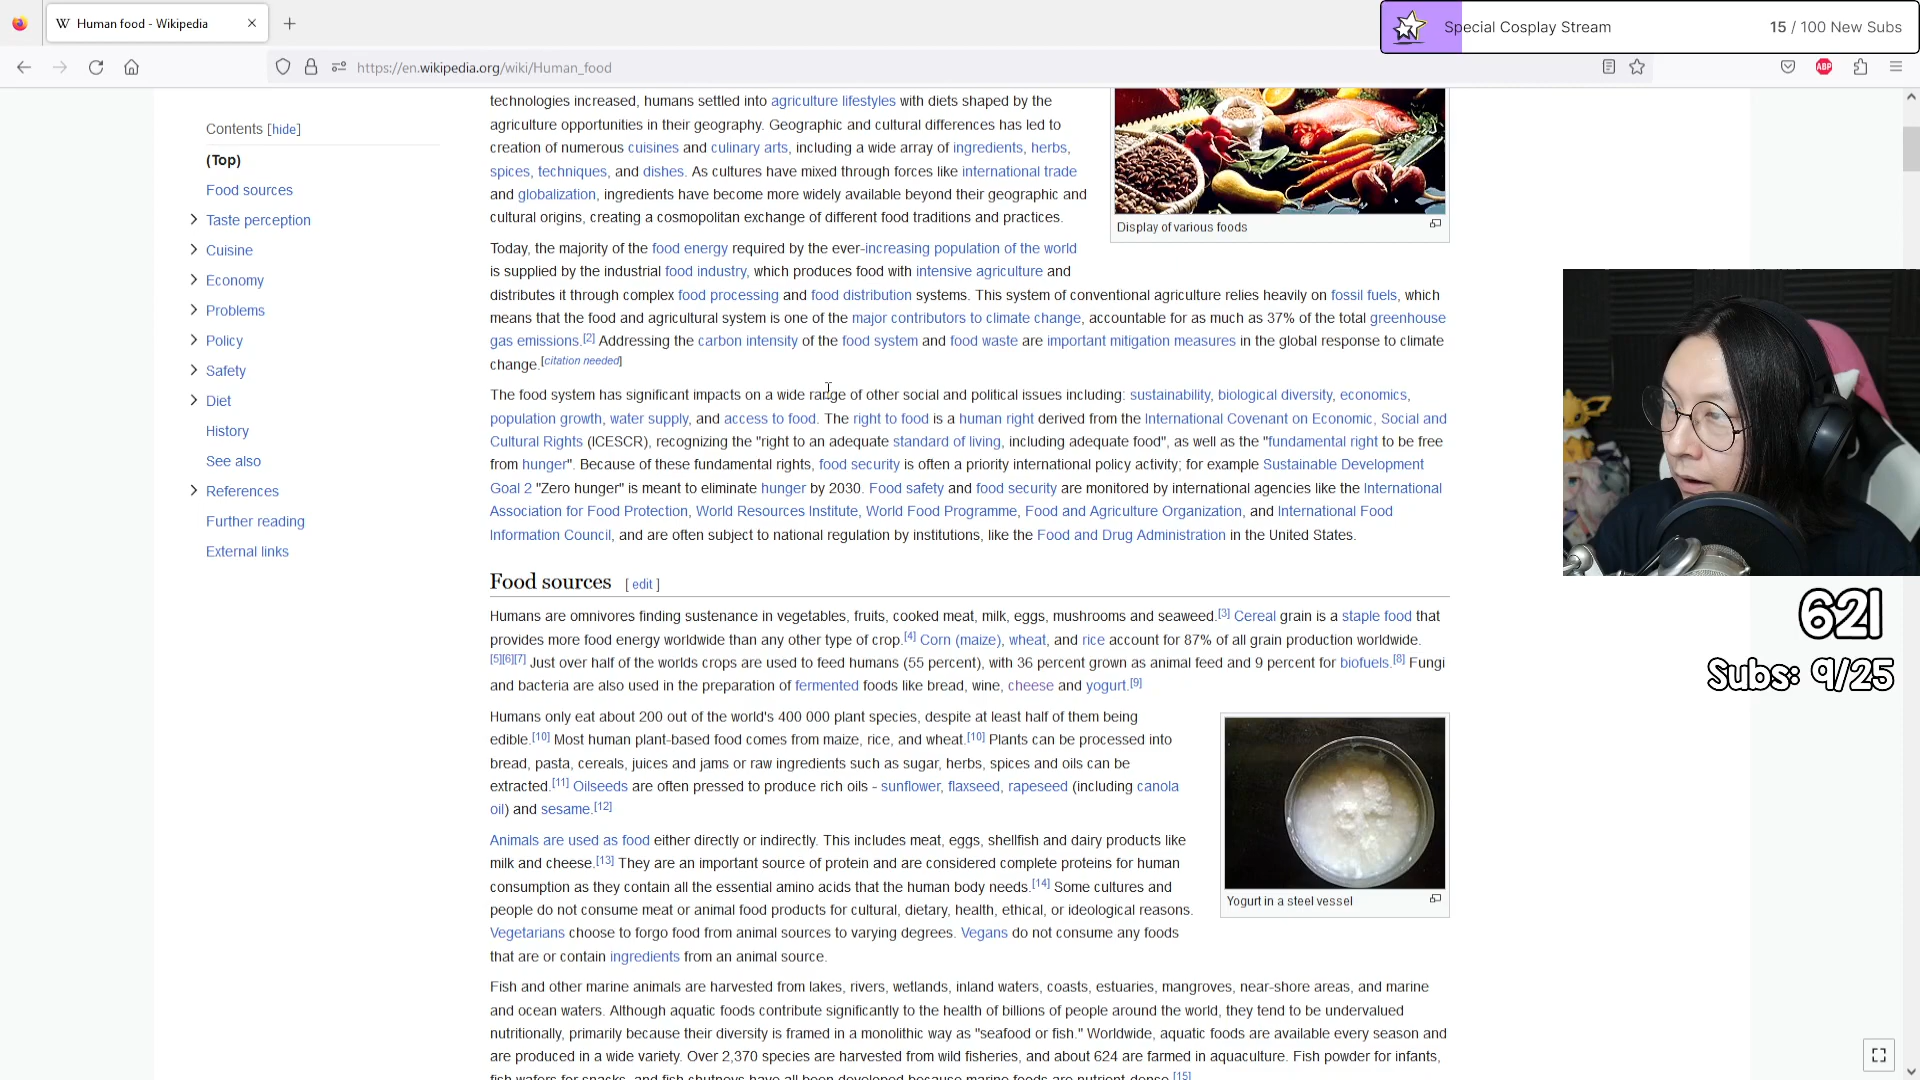 Human food - Wikipedia
Special Cosplay Stream
15 / 100 New Subs
https://en.wikipedia.org/wiki/Human_food
ABP
Contents [hide]
(Top)
Food sources
Taste perception
Cuisine
Economy
Problems
Policy
Safety
Diet
History
See also
References
Further reading
External links
technologies increased, humans settled into agriculture lifestyles with diets shaped by the
agriculture opportunities in their geography. Geographic and cultural differences has led to
creation of numerous cuisines and culinary arts, including a wide array of ingredients, herbs,
spices, techniques, and dishes. As cultures have mixed through forces like international trade
and globalization, ingredients have become more widely available beyond their geographic and
cultural origins, creating a cosmopolitan exchange of different food traditions and practices.
Display of various foods
Today, the majority of the food energy required by the ever-increasing population of the world
is supplied by the industrial food industry, which produces food with intensive agriculture and
distributes it through complex food processing and food distribution systems. This system of conventional agriculture relies heavily on fossil fuels, which
means that the food and agricultural system is one of the major contributors to climate change, accountable for as much as 37% of the total greenhouse
gas emissions.[2] Addressing the carbon intensity of the food system and food waste are important mitigation measures in the global response to climate
change.[citation needed]
The food system has significant impacts on a wide range of other social and political issues including: sustainability, biological diversity, economics,
population growth, water supply, and access to food. The right to food is a human right derived from the International Covenant on Economic, Social and
Cultural Rights (ICESCR), recognizing the "right to an adequate standard of living, including adequate food", as well as the "fundamental right to be free
from hunger". Because of these fundamental rights, food security is often a priority international policy activity; for example Sustainable Development
Goal 2 "Zero hunger" is meant to eliminate hunger by 2030. Food safety and food security are monitored by international agencies like the International
Association for Food Protection, World Resources Institute, World Food Programme, Food and Agriculture Organization, and International Food
Information Council, and are often subject to national regulation by institutions, like the Food and Drug Administration in the United States.
Food sources [ edit ]
Humans are omnivores finding sustenance in vegetables, fruits, cooked meat, milk, eggs, mushrooms and seaweed.[3] Cereal grain is a staple food that
provides more food energy worldwide than any other type of crop.[4] Corn (maize), wheat, and rice account for 87% of all grain production worldwide.
[5][6][7] Just over half of the worlds crops are used to feed humans (55 percent), with 36 percent grown as animal feed and 9 percent for biofuels.[8] Fungi
and bacteria are also used in the preparation of fermented foods like bread, wine, cheese and yogurt.[9]
Humans only eat about 200 out of the world's 400 000 plant species, despite at least half of them being
edible.[10] Most human plant-based food comes from maize, rice, and wheat.[10] Plants can be processed into
bread, pasta, cereals, juices and jams or raw ingredients such as sugar, herbs, spices and oils can be
extracted.[11] Oilseeds are often pressed to produce rich oils - sunflower, flaxseed, rapeseed (including canola
oil) and sesame.[12]
Animals are used as food either directly or indirectly. This includes meat, eggs, shellfish and dairy products like
milk and cheese.[13] They are an important source of protein and are considered complete proteins for human
consumption as they contain all the essential amino acids that the human body needs.[14] Some cultures and
people do not consume meat or animal food products for cultural, dietary, health, ethical, or ideological reasons.
Vegetarians choose to forgo food from animal sources to varying degrees. Vegans do not consume any foods
that are or contain ingredients from an animal source.
Yogurt in a steel vessel
Fish and other marine animals are harvested from lakes, rivers, wetlands, inland waters, coasts, estuaries, mangroves, near-shore areas, and marine
and ocean waters. Although aquatic foods contribute significantly to the health of billions of people around the world, they tend to be undervalued
nutritionally, primarily because their diversity is framed in a monolithic way as "seafood or fish." Worldwide, aquatic foods are available every season and
are produced in a wide variety. Over 2,370 species are harvested from wild fisheries, and about 624 are farmed in aquaculture. Fish powder for infants,
fish wafers for snacks, and fish chutneys have all been developed because marine foods are nutrient-dense.[15]
621
Subs: 9/25